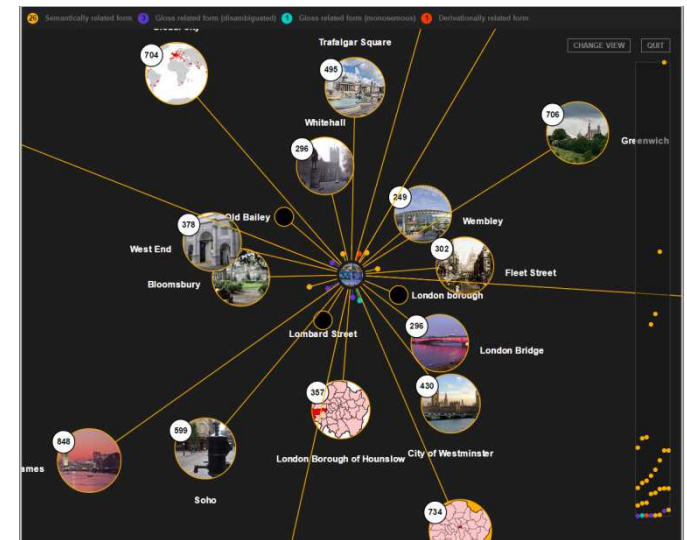 26 Semantically related form 3 Gloss related form (disambiguated) 1 Gloss related form (monosemous) 1 Derivationally related form
CHANGE VIEW QUIT
Global City
704
Trafalgar Square
495
Whitehall
296
706
Greenwich
249
Wembley
Old Bailey
378
West End
302
Fleet Street
Bloomsbury
London borough
Lombard Street
296
London Bridge
357
430
London Borough of Hounslow
City of Westminster
848
ames
599
Soho
734